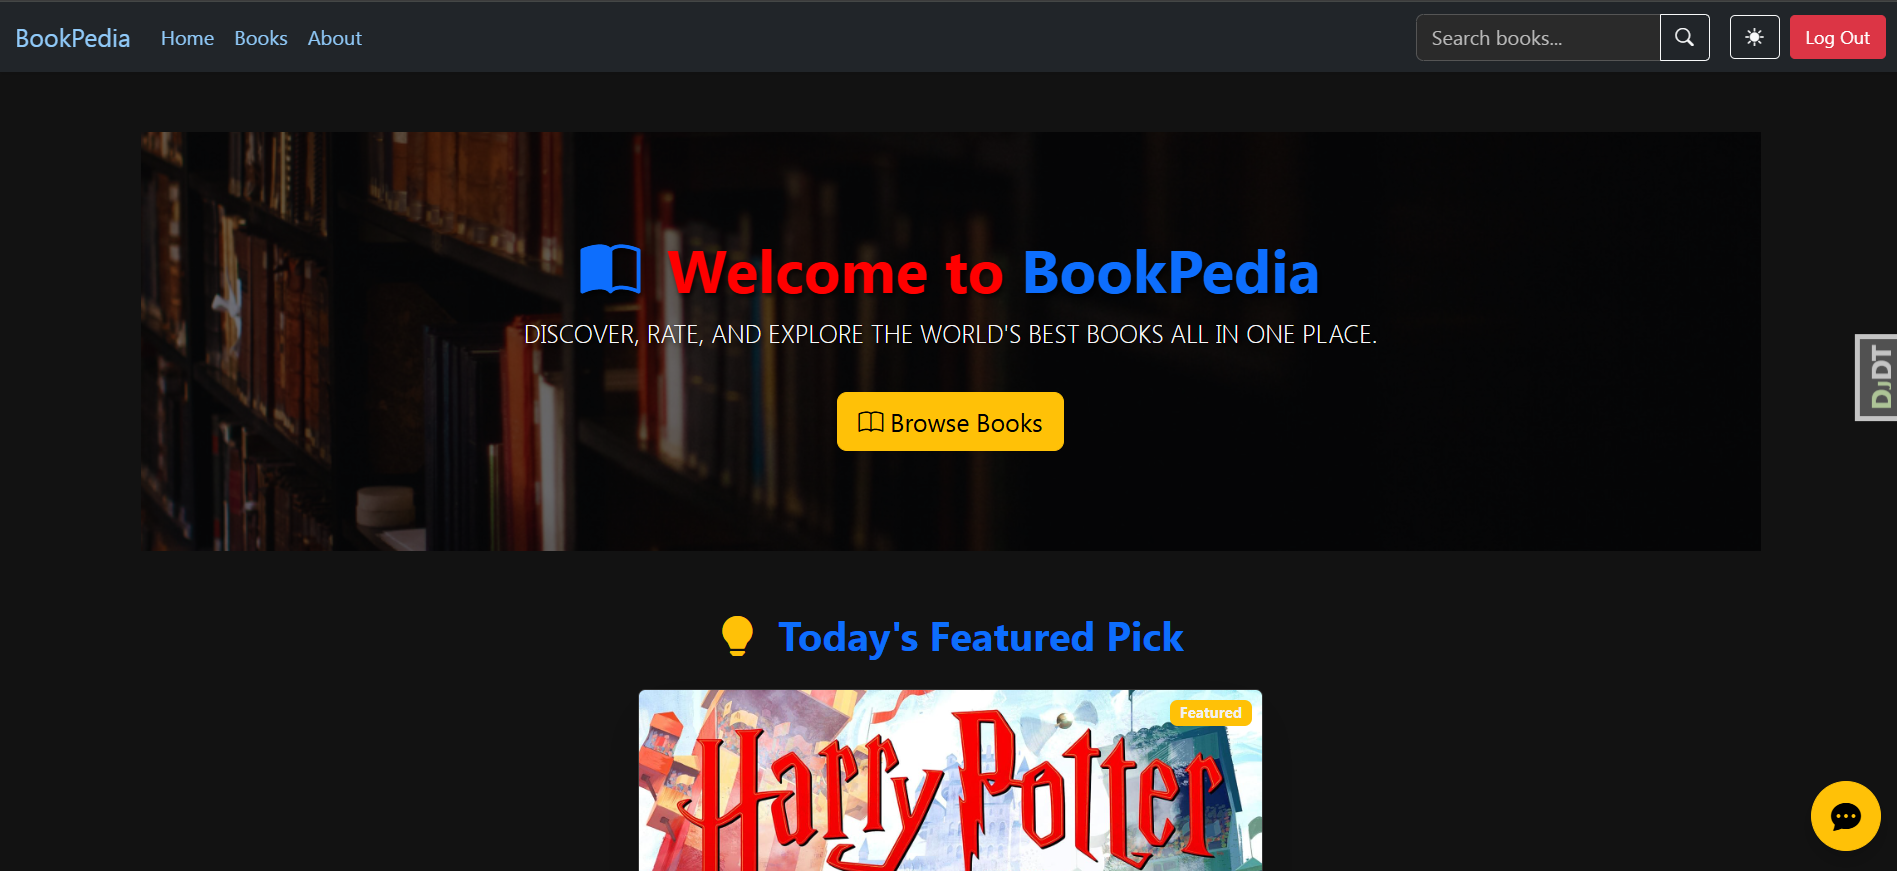 BookPedia Home Books About Search books... Log Out
Welcome to BookPedia
DISCOVER, RATE, AND EXPLORE THE WORLD'S BEST BOOKS ALL IN ONE PLACE.
Browse Books
DJDT
Today's Featured Pick
Featured
Harry Potter